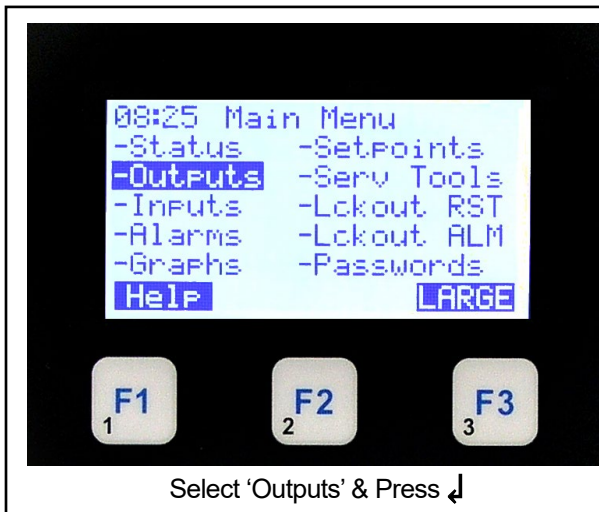 08:25 Main Menu
-Status -Setpoints
-Outputs -Serv Tools
-Inputs -Lckout RST
-Alarms -Lckout ALM
-Graphs -Passwords
Help LARGE
F1 F2 F3
1 2 3
Select 'Outputs' & Press ↲